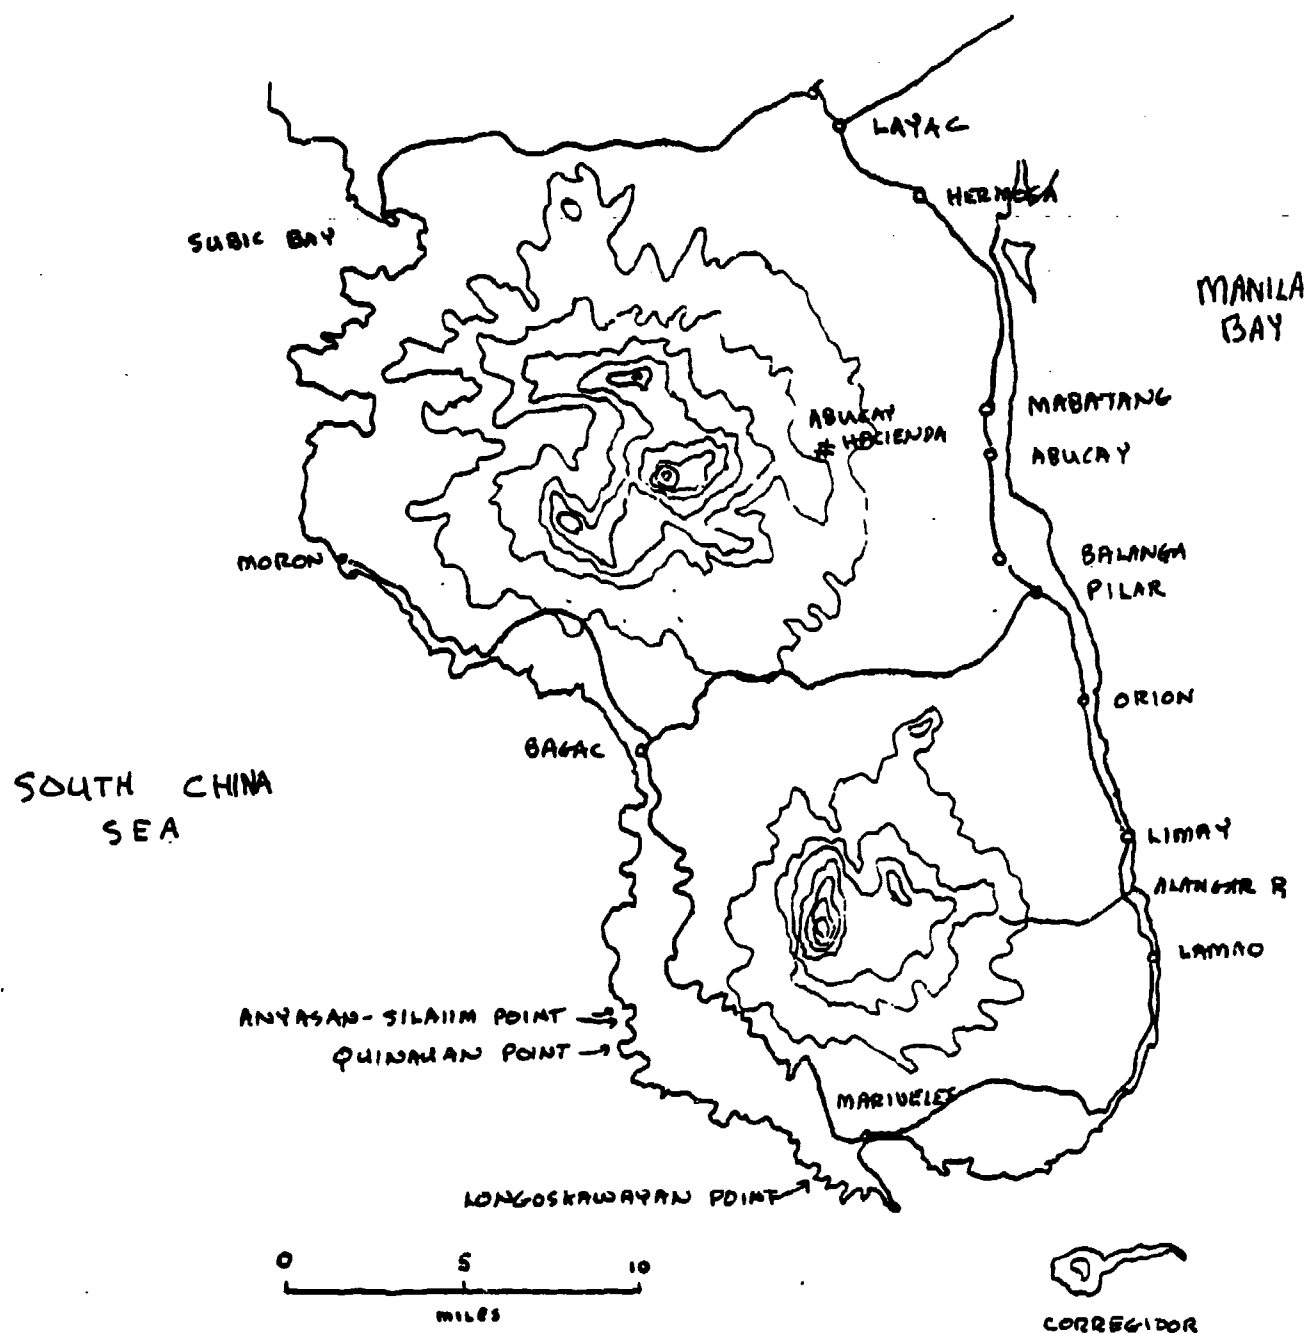 LAYAC
HERMOSA
SUBIC BAY
MANILA
BAY
MABATANG
ABUCAY
HACIENDA
ABUCAY
MORON
BALANGA
PILAR
ORION
BAGAC
SOUTH CHINA
SEA
LIMAY
ALANGAR R
LAMAO
ANYASAN-SILAIIM POINT
QUINAUAN POINT
MARIVELES
LONGOSKAWAYAN POINT
0 5 10
MILES
CORREGIDOR